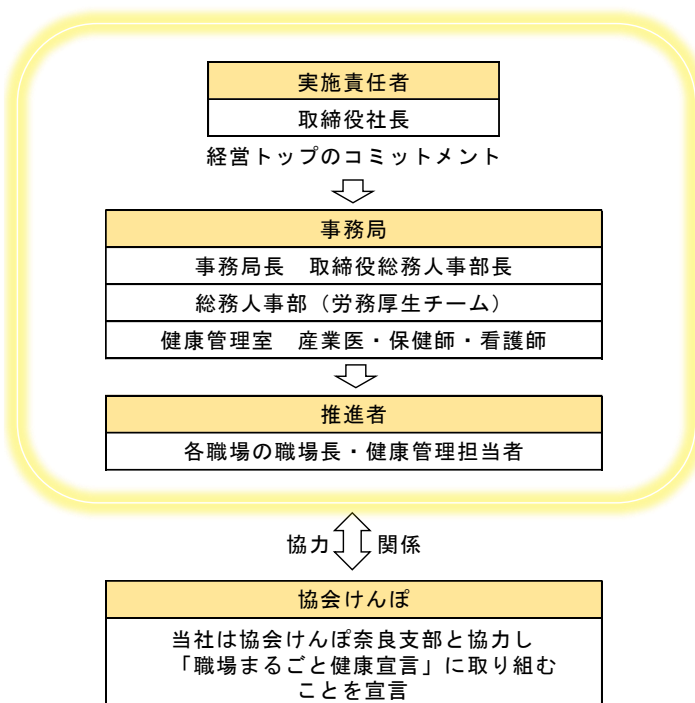 実施責任者
取締役社長
経営トップのコミットメント
事務局
事務局長　取締役総務人事部長
総務人事部（労務厚生チーム）
健康管理室　産業医・保健師・看護師
推進者
各職場の職場長・健康管理担当者
協力　関係
協会けんぽ
当社は協会けんぽ奈良支部と協力し
「職場まるごと健康宣言」に取り組む
ことを宣言